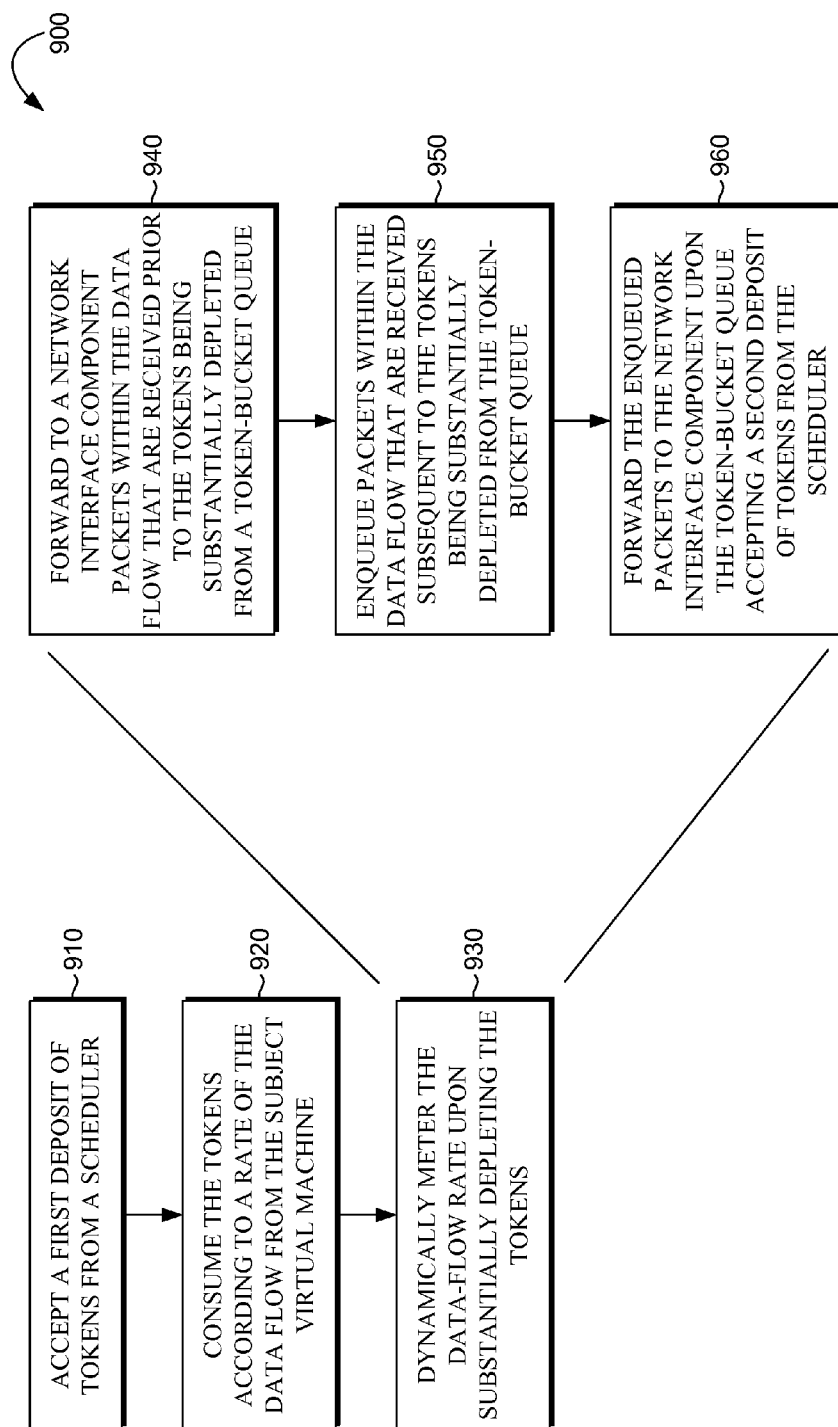 900
910
ACCEPT A FIRST DEPOSIT OF
TOKENS FROM A SCHEDULER
920
CONSUME THE TOKENS
ACCORDING TO A RATE OF THE
DATA FLOW FROM THE SUBJECT
VIRTUAL MACHINE
930
DYNAMICALLY METER THE
DATA-FLOW RATE UPON
SUBSTANTIALLY DEPLETING THE
TOKENS
940
FORWARD TO A NETWORK
INTERFACE COMPONENT
PACKETS WITHIN THE DATA
FLOW THAT ARE RECEIVED PRIOR
TO THE TOKENS BEING
SUBSTANTIALLY DEPLETED
FROM A TOKEN-BUCKET QUEUE
950
ENQUEUE PACKETS WITHIN THE
DATA FLOW THAT ARE RECEIVED
SUBSEQUENT TO THE TOKENS
BEING SUBSTANTIALLY
DEPLETED FROM THE TOKEN-
BUCKET QUEUE
960
FORWARD THE ENQUEUED
PACKETS TO THE NETWORK
INTERFACE COMPONENT UPON
THE TOKEN-BUCKET QUEUE
ACCEPTING A SECOND DEPOSIT
OF TOKENS FROM THE
SCHEDULER